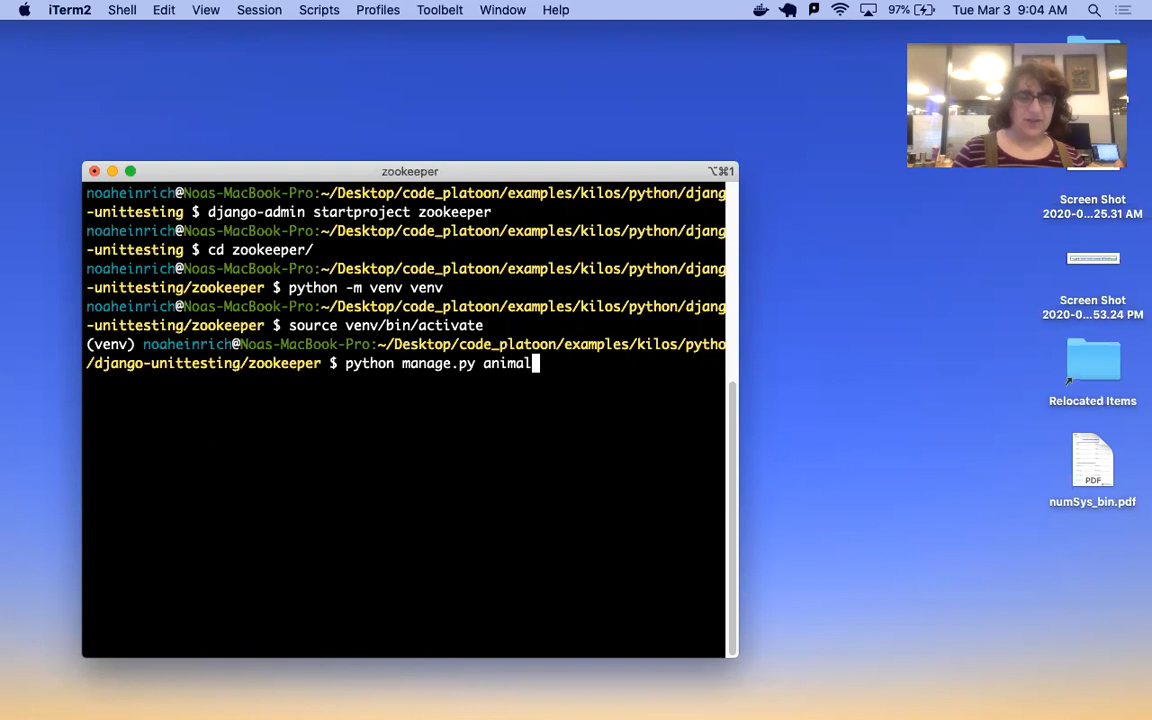 iTerm2 Shell Edit View Session Scripts Profiles Toolbelt Window Help 97% Tue Mar 3 9:04 AM
zookeeper ⌥⌘1
noaheinrich@Noas-MacBook-Pro:~/Desktop/code_platoon/examples/kilos/python/djang
-unittesting $ django-admin startproject zookeeper
noaheinrich@Noas-MacBook-Pro:~/Desktop/code_platoon/examples/kilos/python/djang
-unittesting $ cd zookeeper/
noaheinrich@Noas-MacBook-Pro:~/Desktop/code_platoon/examples/kilos/python/djang
-unittesting/zookeeper $ python -m venv venv
noaheinrich@Noas-MacBook-Pro:~/Desktop/code_platoon/examples/kilos/python/djang
-unittesting/zookeeper $ source venv/bin/activate
(venv) noaheinrich@Noas-MacBook-Pro:~/Desktop/code_platoon/examples/kilos/pytho
/django-unittesting/zookeeper $ python manage.py animal
Screen Shot
2020-0...25.31 AM
Screen Shot
2020-0...53.24 PM
Relocated Items
PDF
numSys_bin.pdf